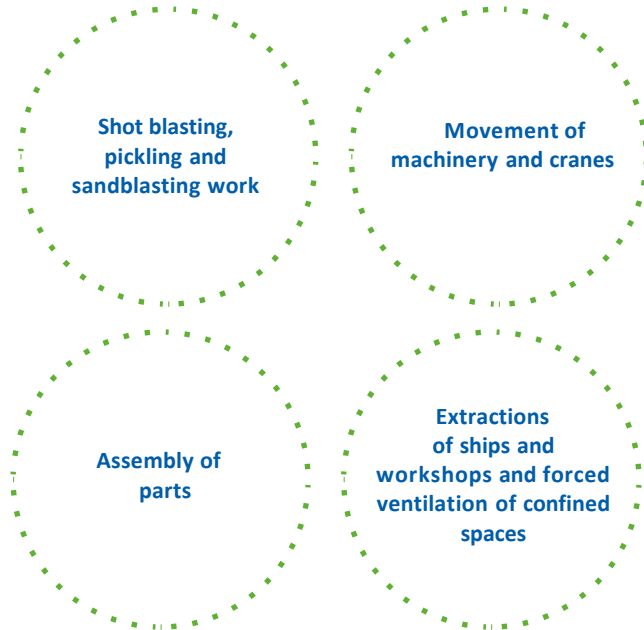 Shot blasting,
pickling and
sandblasting work
Movement of
machinery and cranes
Assembly of
parts
Extractions
of ships and
workshops and forced
ventilation of confined
spaces